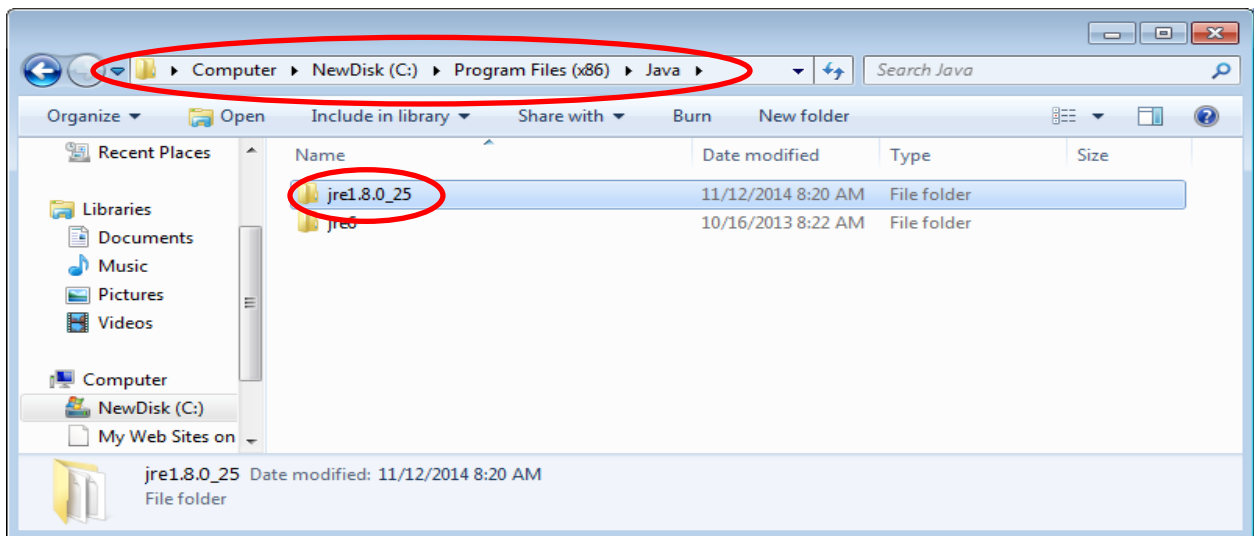 Computer ▸ NewDisk (C:) ▸ Program Files (x86) ▸ Java ▸ Search Java
Organize Open Include in library Share with Burn New folder
Recent Places
Libraries
Documents
Music
Pictures
Videos
Computer
NewDisk (C:)
My Web Sites on
Name Date modified Type Size
jre1.8.0_25 11/12/2014 8:20 AM File folder
jre6 10/16/2013 8:22 AM File folder
jre1.8.0_25 Date modified: 11/12/2014 8:20 AM
File folder